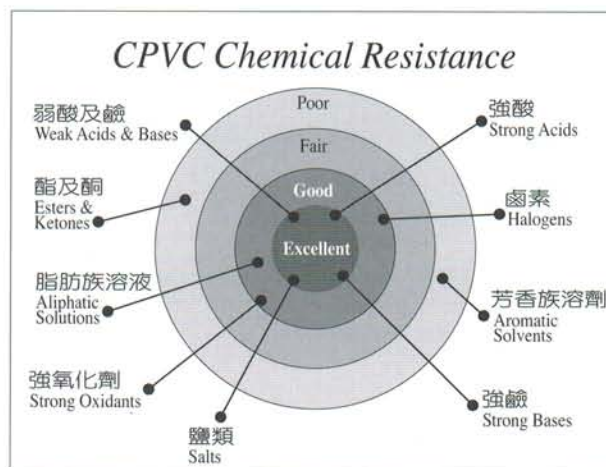 CPVC Chemical Resistance
Poor
Fair
Good
Excellent
弱酸及鹼
Weak Acids & Bases
酯及酮
Esters &
Ketones
脂肪族溶液
Aliphatic
Solutions
強氧化劑
Strong Oxidants
鹽類
Salts
強酸
Strong Acids
鹵素
Halogens
芳香族溶劑
Aromatic
Solvents
強鹼
Strong Bases